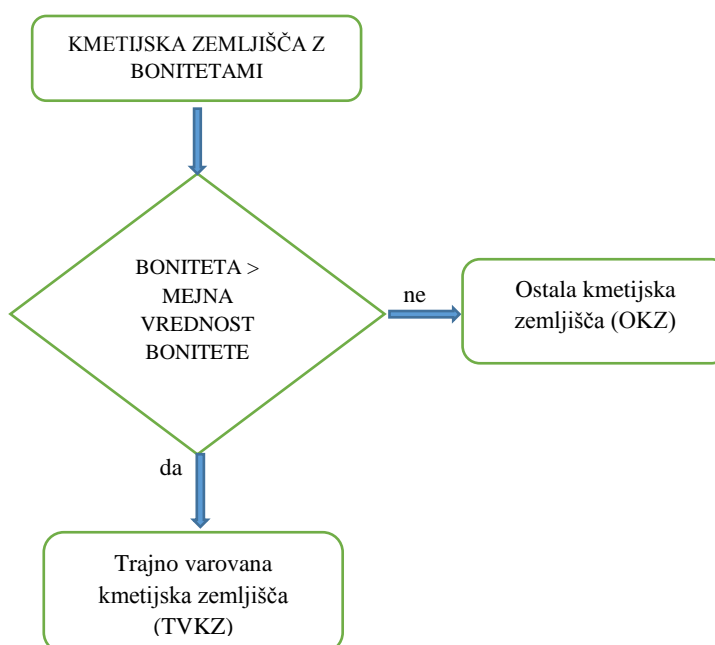 KMETIJSKA ZEMLJIŠČA Z
BONITETAMI
BONITETA >
MEJNA
VREDNOST
BONITETE
ne
Ostala kmetijska
zemljišča (OKZ)
da
Trajno varovana
kmetijska zemljišča
(TVKZ)